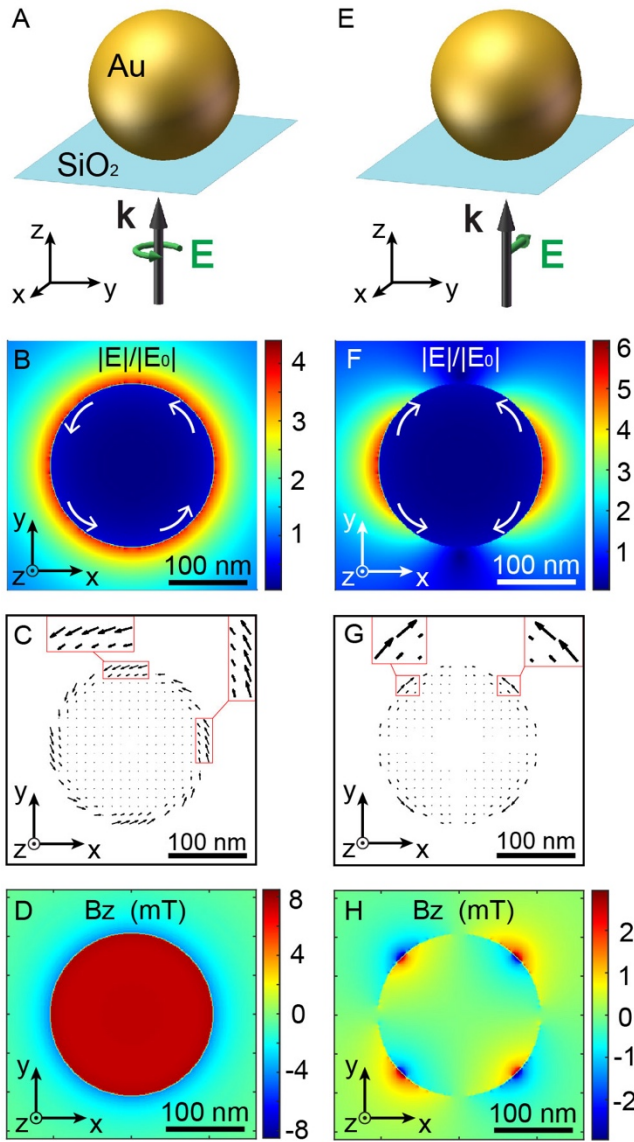 A
Au
SiO₂
k
E
z
x
y
E
k
E
z
x
y
B
|E|/|E₀|
4
3
2
1
y
z
x
100 nm
F
|E|/|E₀|
6
5
4
3
2
1
y
z
x
100 nm
C
y
z
x
100 nm
G
y
z
x
100 nm
D
Bz (mT)
8
4
0
-4
-8
y
z
x
100 nm
H
Bz (mT)
2
1
0
-1
-2
y
z
x
100 nm